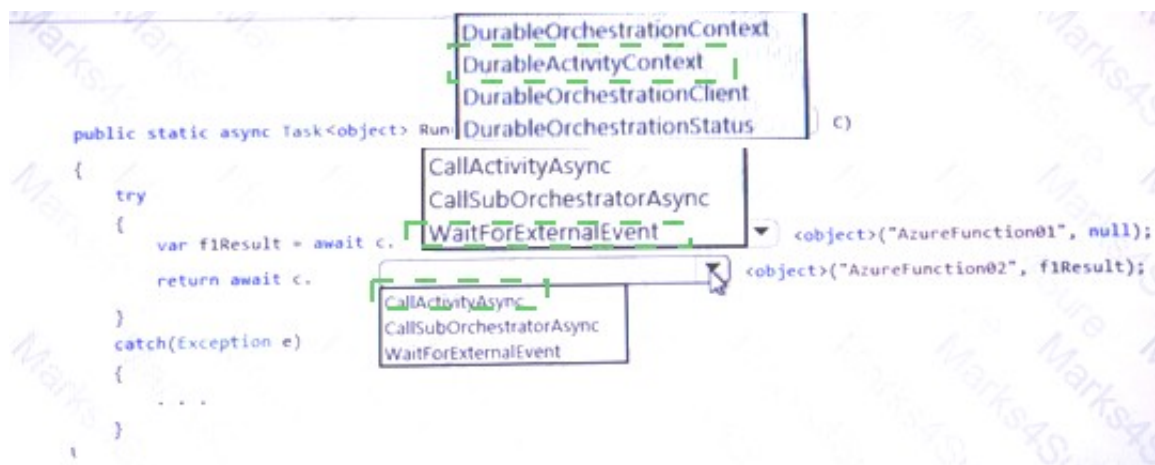 DurableOrchestrationContext
DurableActivityContext
DurableOrchestrationClient
public static async Task<object> Run DurableOrchestrationStatus C)
{
CallActivityAsync
try
CallSubOrchestratorAsync
{
WaitForExternalEvent
var f1Result = await c. <object>("AzureFunction01", null);
return await c. <object>("AzureFunction02", f1Result);
CallActivityAsync
}
CallSubOrchestratorAsync
catch(Exception e)
WaitForExternalEvent
{
. . .
}
Marks4Sure